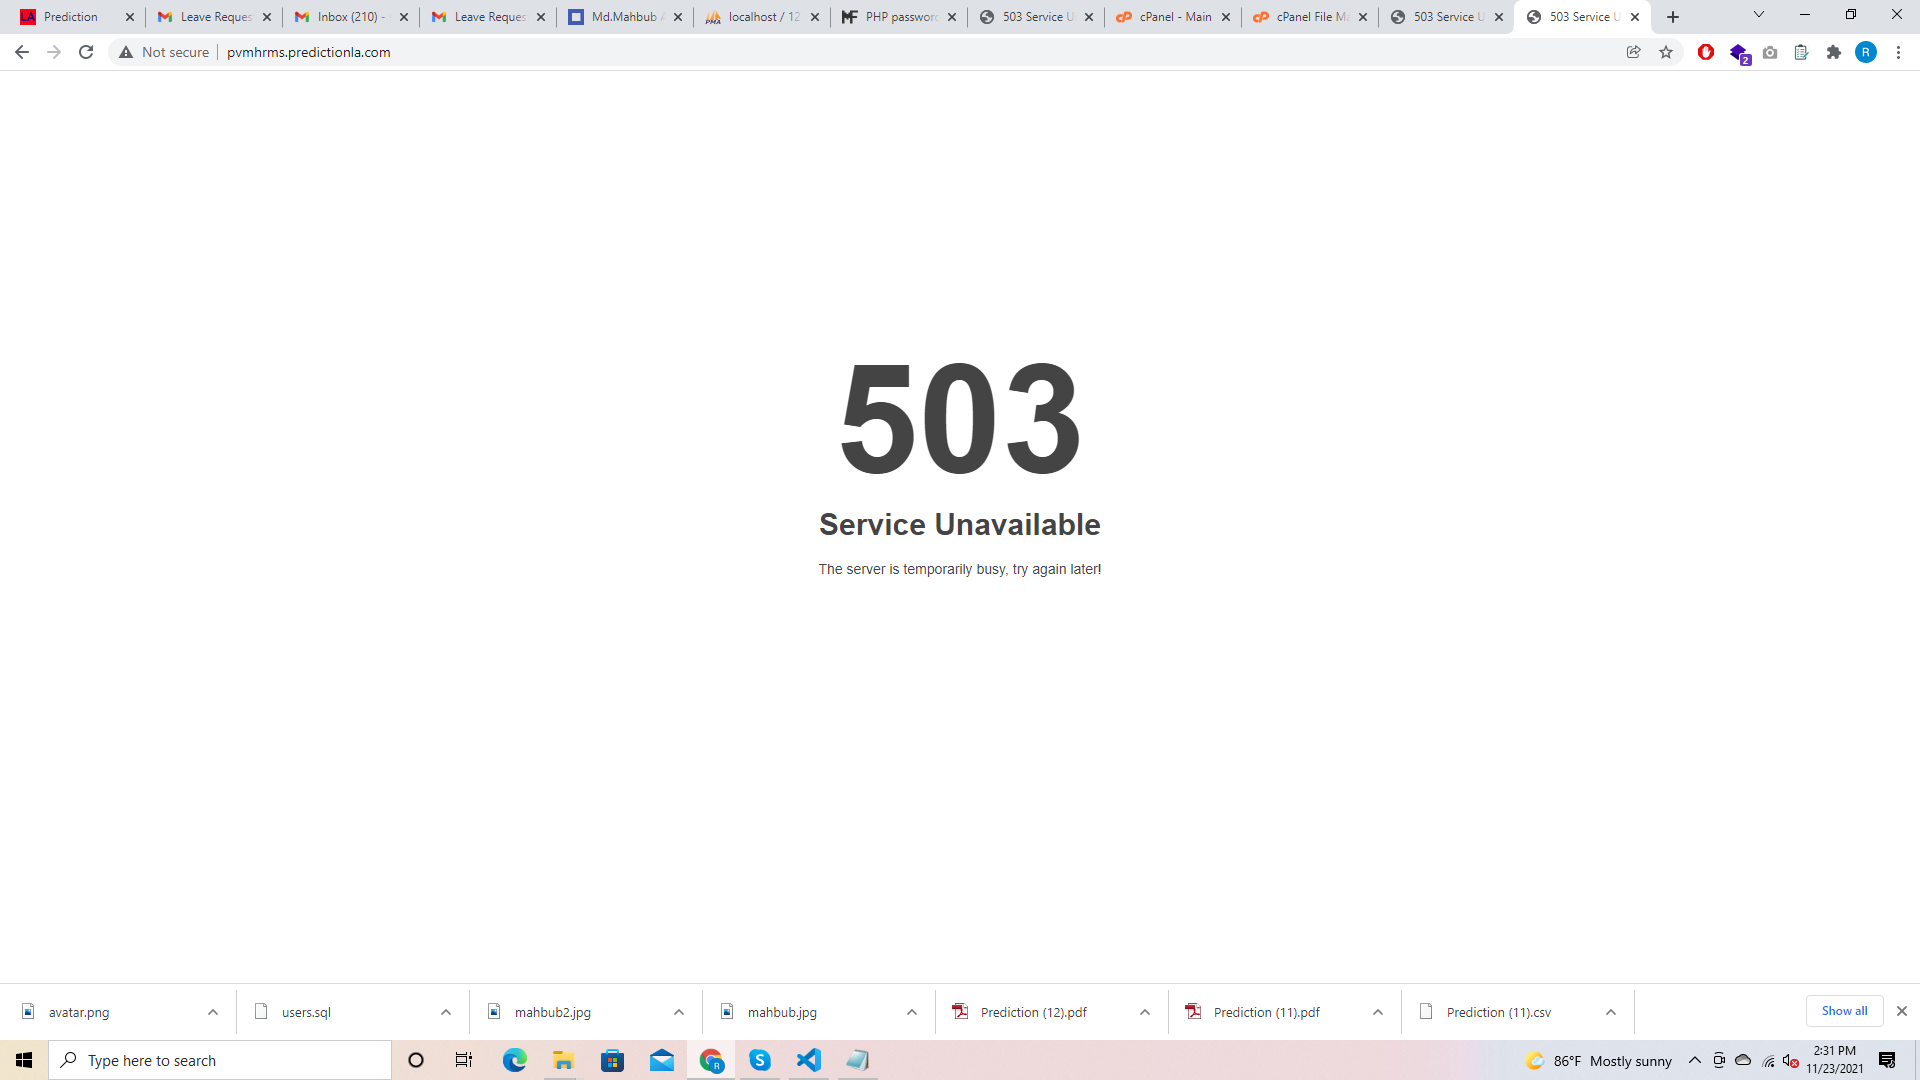 Prediction
Leave Reques
Inbox (210) -
Leave Reques
Md.Mahbub A
localhost / 12
PHP password
503 Service U
cPanel - Main
cPanel File Ma
503 Service U
503 Service U
Not secure
pvmhrms.predictionla.com
2
R
503
Service Unavailable
The server is temporarily busy, try again later!
avatar.png
users.sql
mahbub2.jpg
mahbub.jpg
Prediction (12).pdf
Prediction (11).pdf
Prediction (11).csv
Show all
Type here to search
86°F Mostly sunny
2:31 PM
11/23/2021